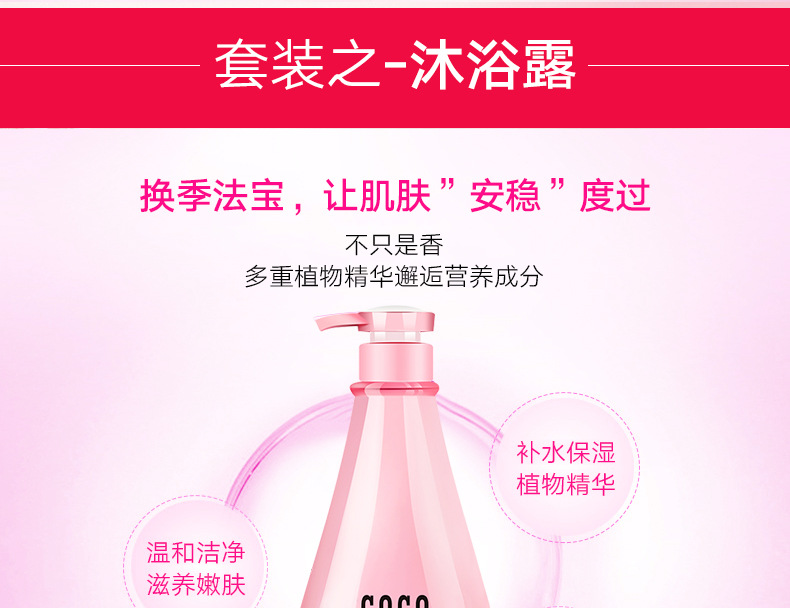 套装之-沐浴露
换季法宝，让肌肤”安稳”度过
不只是香
多重植物精华邂逅营养成分
补水保湿
植物精华
温和洁净
滋养嫩肤